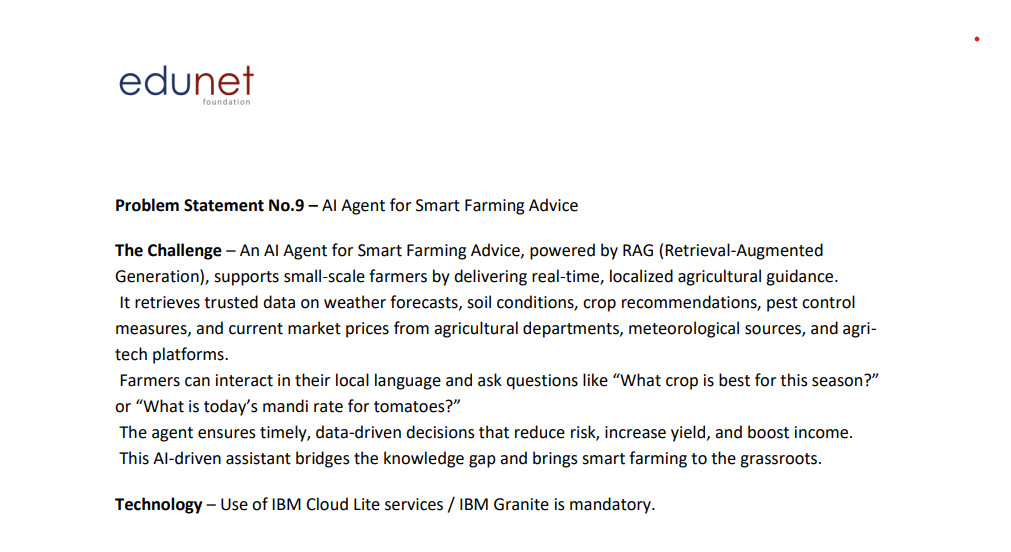 edunet
foundation
Problem Statement No.9 – AI Agent for Smart Farming Advice
The Challenge – An AI Agent for Smart Farming Advice, powered by RAG (Retrieval-Augmented
Generation), supports small-scale farmers by delivering real-time, localized agricultural guidance.
It retrieves trusted data on weather forecasts, soil conditions, crop recommendations, pest control
measures, and current market prices from agricultural departments, meteorological sources, and agri-
tech platforms.
Farmers can interact in their local language and ask questions like “What crop is best for this season?”
or “What is today’s mandi rate for tomatoes?”
The agent ensures timely, data-driven decisions that reduce risk, increase yield, and boost income.
This AI-driven assistant bridges the knowledge gap and brings smart farming to the grassroots.
Technology – Use of IBM Cloud Lite services / IBM Granite is mandatory.